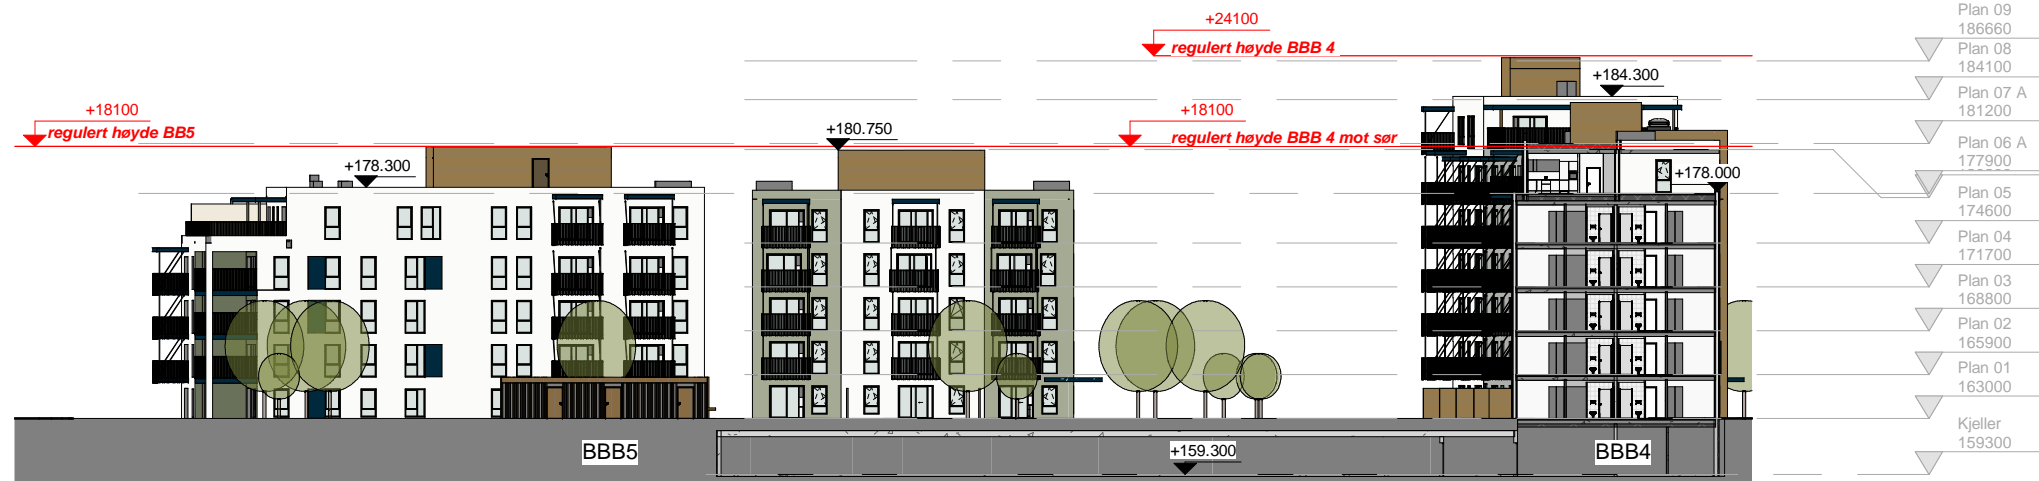 +24100
regulert høyde BBB 4
+18100
regulert høyde BB5
+18100
regulert høyde BBB 4 mot sør
+184.300
+180.750
+178.300
+178.000
+159.300
BBB5
BBB4
Plan 09
186660
Plan 08
184100
Plan 07 A
181200
Plan 06 A
177900
Plan 05
174600
Plan 04
171700
Plan 03
168800
Plan 02
165900
Plan 01
163000
Kjeller
159300